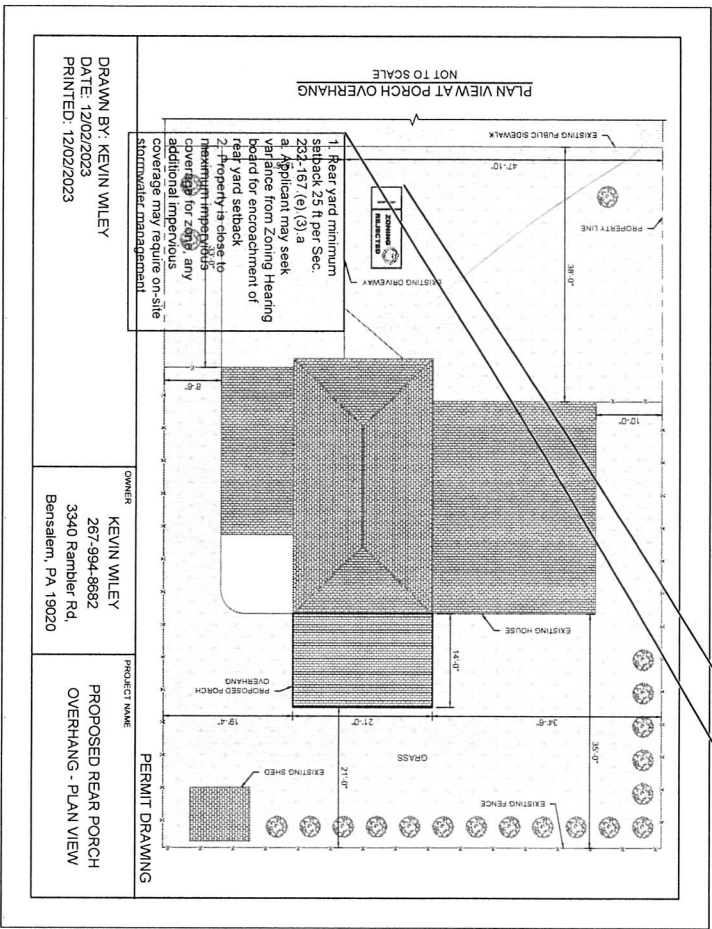 PLAN VIEW AT PORCH OVERHANG
NOT TO SCALE
EXISTING PUBLIC SIDEWALK
47'-10"
PROPERTY LINE
38'-0"
10'-0"
ZONING
REJECTED
EXISTING DRIVEWAY
1. Rear yard minimum
setback 25 ft per Sec.
232-167.(e).(3).a
a. Applicant may seek
variance from Zoning Hearing
board for encroachment of
rear yard setback
2. Property is close to
maximum impervious
coverage for zone, any
additional impervious
coverage may require on-site
stormwater management
33'-0"
8'-6"
EXISTING HOUSE
14'-0"
PROPOSED PORCH
OVERHANG
19'-4"
21'-0"
34'-6"
35'-0"
GRASS
21'-0"
EXISTING SHED
EXISTING FENCE
PERMIT DRAWING
DRAWN BY: KEVIN WILEY
DATE: 12/02/2023
PRINTED: 12/02/2023
OWNER
KEVIN WILEY
267-994-8682
3340 Rambler Rd,
Bensalem, PA 19020
PROJECT NAME
PROPOSED REAR PORCH
OVERHANG - PLAN VIEW